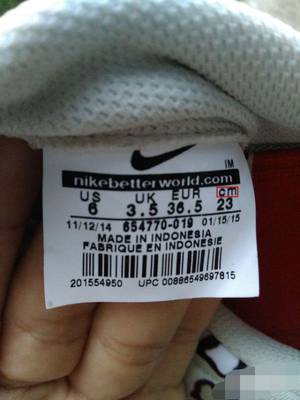 IM
nikebetterworld.com
US UK EUR cm
6 3.5 36.5 23
11/12/14 654770-019 01/15/15
MADE IN INDONESIA
FABRIQUE EN INDONESIE
201554950 UPC 00886549697815